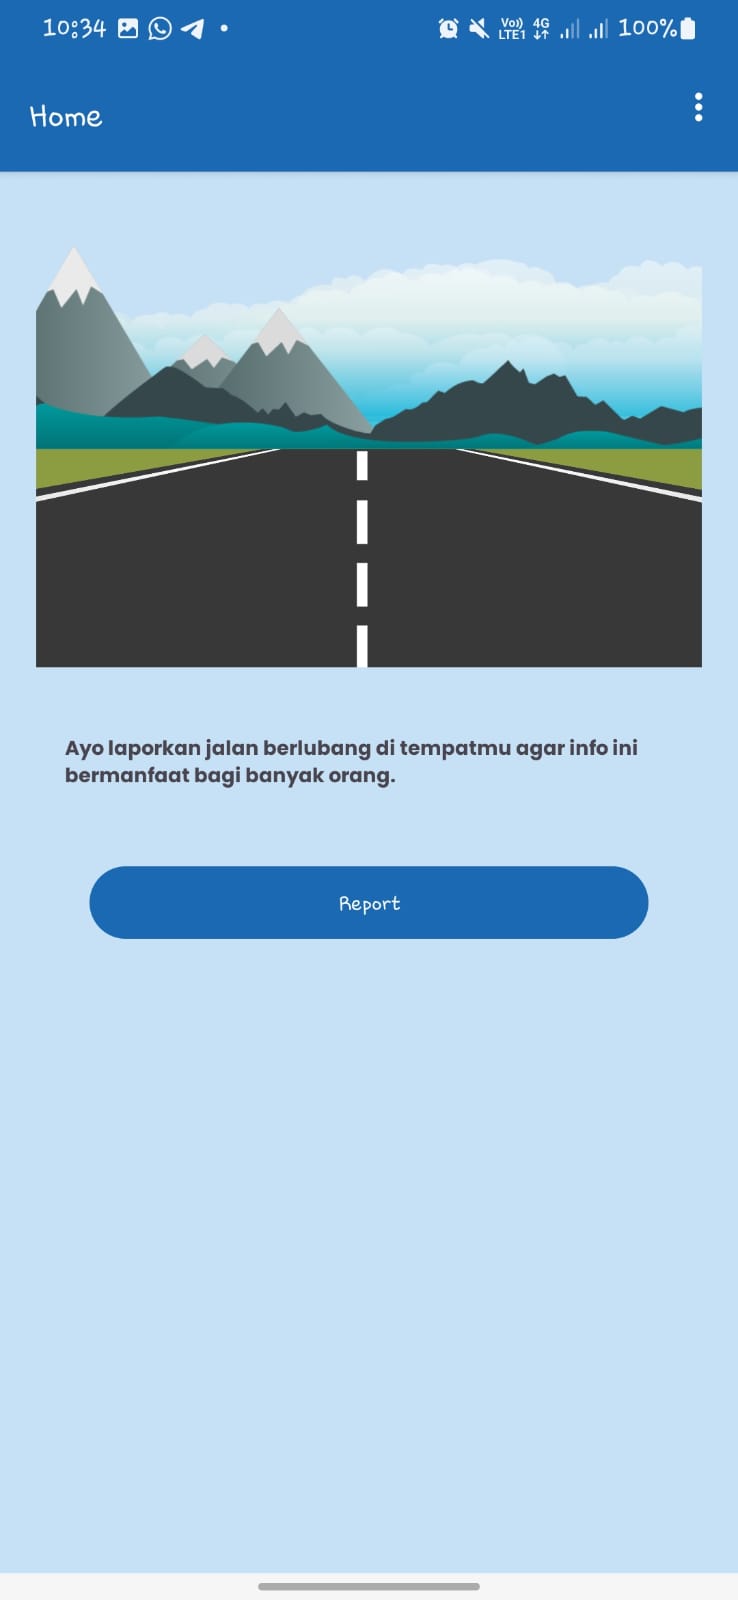 10:34 Vo)) LTE1 4G 100%
Home
Ayo laporkan jalan berlubang di tempatmu agar info ini
bermanfaat bagi banyak orang.
Report